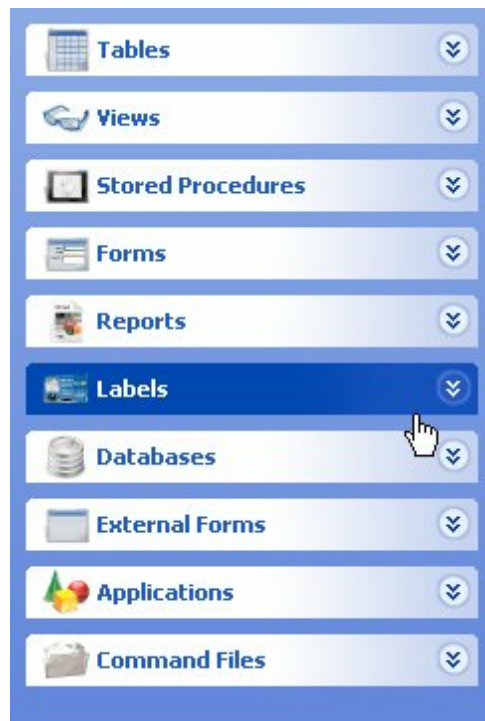 Tables
Views
Stored Procedures
Forms
Reports
Labels
Databases
External Forms
Applications
Command Files